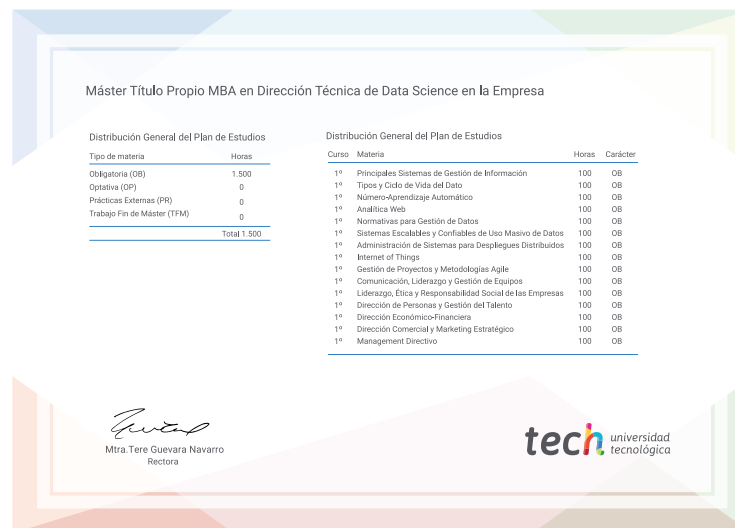 Máster Título Propio MBA en Dirección Técnica de Data Science en la Empresa
Distribución General del Plan de Estudios
Tipo de materia Horas
Obligatoria (OB) 1.500
Optativa (OP) 0
Prácticas Externas (PR) 0
Trabajo Fin de Máster (TFM) 0
Total 1.500
Distribución General del Plan de Estudios
Curso Materia Horas Carácter
1º Principales Sistemas de Gestión de Información 100 OB
1º Tipos y Ciclo de Vida del Dato 100 OB
1º Número-Aprendizaje Automático 100 OB
1º Analítica Web 100 OB
1º Normativas para Gestión de Datos 100 OB
1º Sistemas Escalables y Confiables de Uso Masivo de Datos 100 OB
1º Administración de Sistemas para Despliegues Distribuidos 100 OB
1º Internet of Things 100 OB
1º Gestión de Proyectos y Metodologías Agile 100 OB
1º Comunicación, Liderazgo y Gestión de Equipos 100 OB
1º Liderazgo, Ética y Responsabilidad Social de las Empresas 100 OB
1º Dirección de Personas y Gestión del Talento 100 OB
1º Dirección Económico-Financiera 100 OB
1º Dirección Comercial y Marketing Estratégico 100 OB
1º Management Directivo 100 OB
Mtra.Tere Guevara Navarro
Rectora
tech universidad
tecnológica